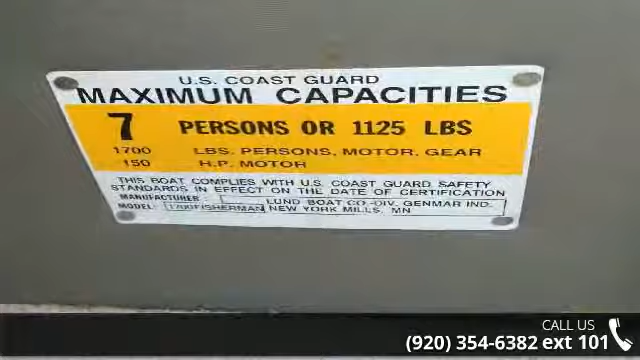 U.S. COAST GUARD
MAXIMUM CAPACITIES
7 PERSONS OR 1125 LBS
1700 LBS. PERSONS, MOTOR, GEAR
150 H.P. MOTOR
THIS BOAT COMPLIES WITH U.S. COAST GUARD SAFETY
STANDARDS IN EFFECT ON THE DATE OF CERTIFICATION
MANUFACTURER: LUND BOAT CO.-DIV. GENMAR IND.
MODEL: 1700FISHERMAN NEW YORK MILLS, MN
CALL US
(920) 354-6382 ext 101